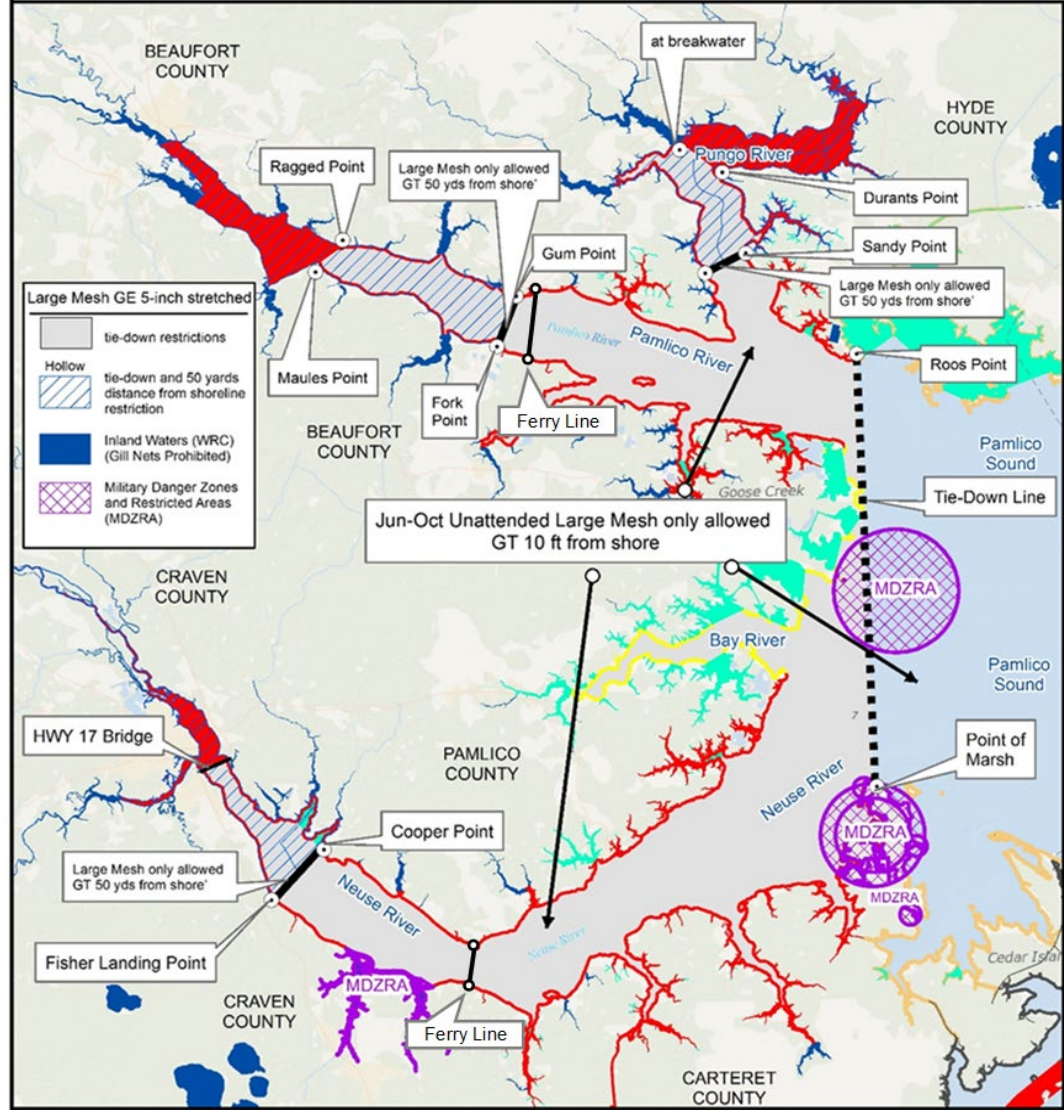 BEAUFORT
COUNTY
at breakwater
HYDE
COUNTY
Ragged Point
Large Mesh only allowed
GT 50 yds from shore'
Pungo River
Durants Point
Gum Point
Sandy Point
Large Mesh only allowed
GT 50 yds from shore'
Large Mesh GE 5-inch stretched
tie-down restrictions
Hollow
tie-down and 50 yards
distance from shoreline
restriction
Inland Waters (WRC)
(Gill Nets Prohibited)
Military Danger Zones
and Restricted Areas
(MDZRA)
Pamlico River
Pamlico River
Maules Point
Fork
Point
Ferry Line
Roos Point
BEAUFORT
COUNTY
Pamlico
Sound
Goose Creek
Tie-Down Line
Jun-Oct Unattended Large Mesh only allowed
GT 10 ft from shore
CRAVEN
COUNTY
MDZRA
Bay River
Pamlico
Sound
7
HWY 17 Bridge
PAMLICO
COUNTY
Point of
Marsh
Neuse River
Cooper Point
MDZRA
Large Mesh only allowed
GT 50 yds from shore'
MDZRA
Neuse River
Neuse River
Fisher Landing Point
MDZRA
Cedar Islan
CRAVEN
COUNTY
Ferry Line
CARTERET
COUNTY